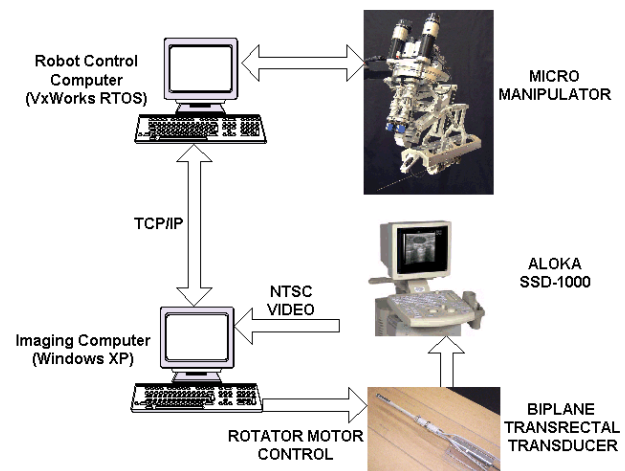 Robot Control
Computer
(VxWorks RTOS)
MICRO
MANIPULATOR
TCP/IP
ALOKA
SSD-1000
NTSC
VIDEO
Imaging Computer
(Windows XP)
ROTATOR MOTOR
CONTROL
BIPLANE
TRANSRECTAL
TRANSDUCER